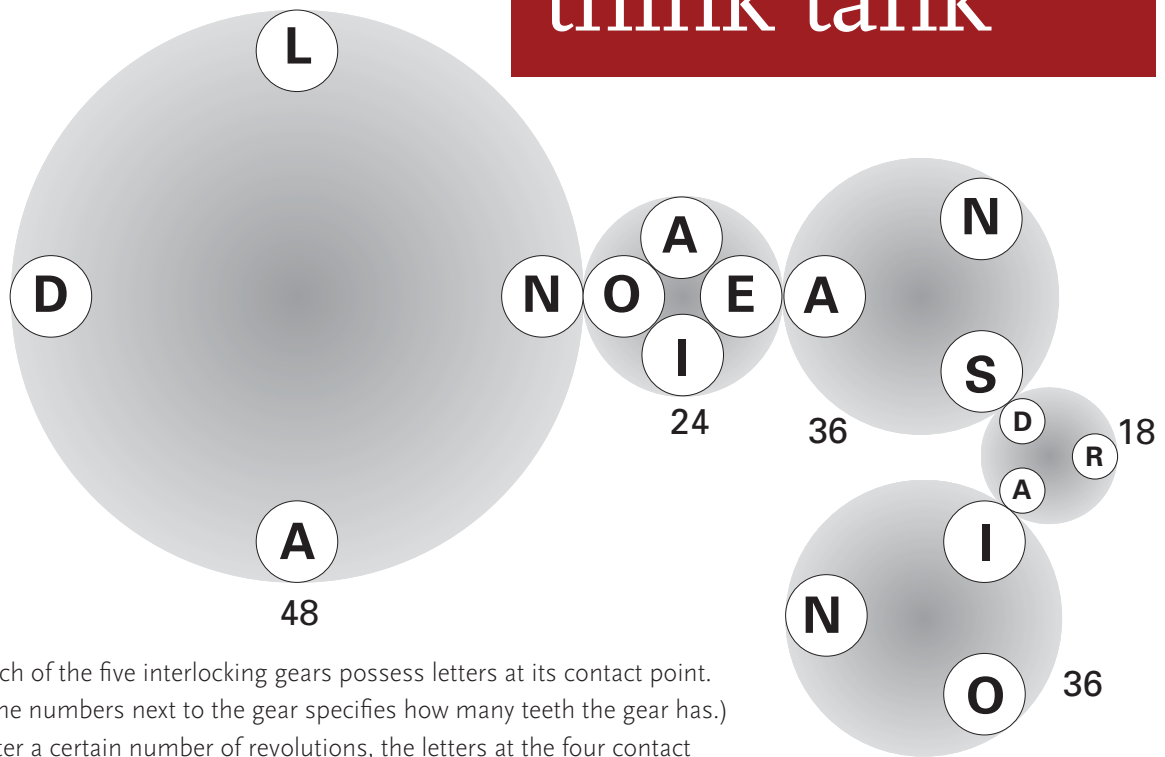 think tank
L
N
A
D
N
O
E
A
I
S
24
36
D
18
R
A
A
I
48
N
ch of the five interlocking gears possess letters at its contact point.
36
O
ne numbers next to the gear specifies how many teeth the gear has.)
ter a certain number of revolutions, the letters at the four contact